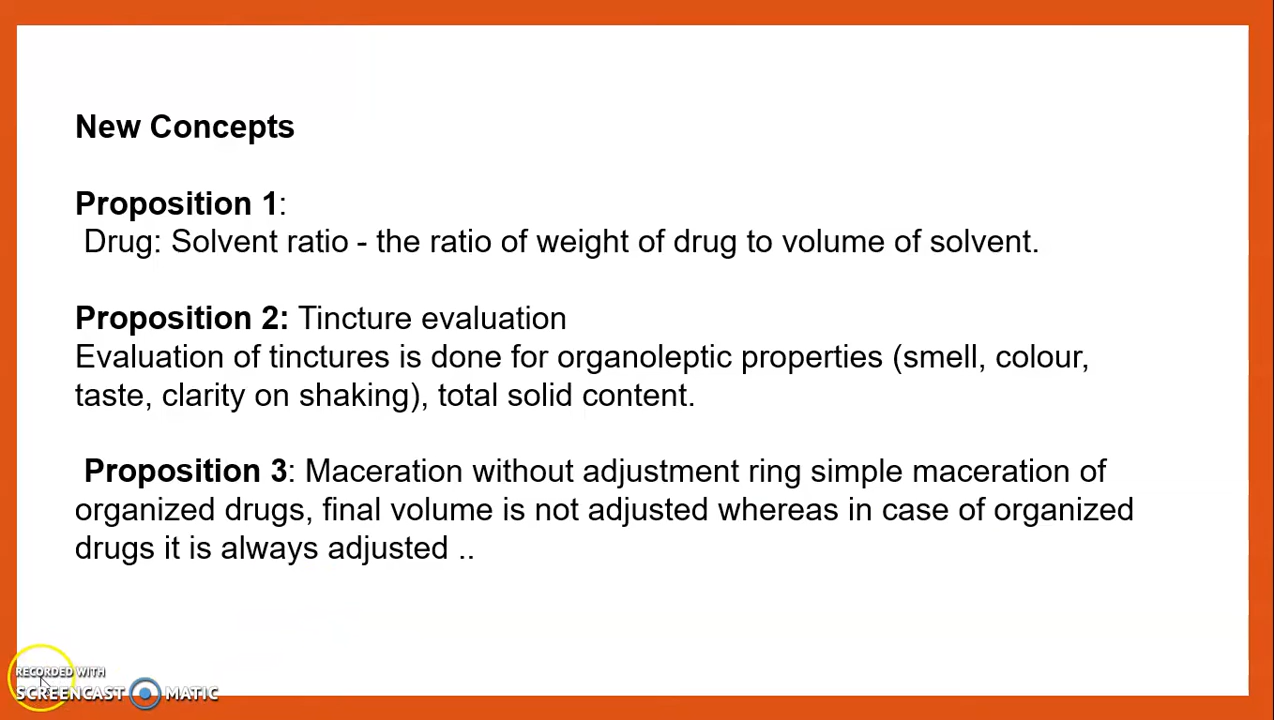 New Concepts
Proposition 1:
Drug: Solvent ratio - the ratio of weight of drug to volume of solvent.
Proposition 2: Tincture evaluation
Evaluation of tinctures is done for organoleptic properties (smell, colour,
taste, clarity on shaking), total solid content.
Proposition 3: Maceration without adjustment ring simple maceration of
organized drugs, final volume is not adjusted whereas in case of organized
drugs it is always adjusted ..
RECORDED WITH
SCREENCAST MATIC